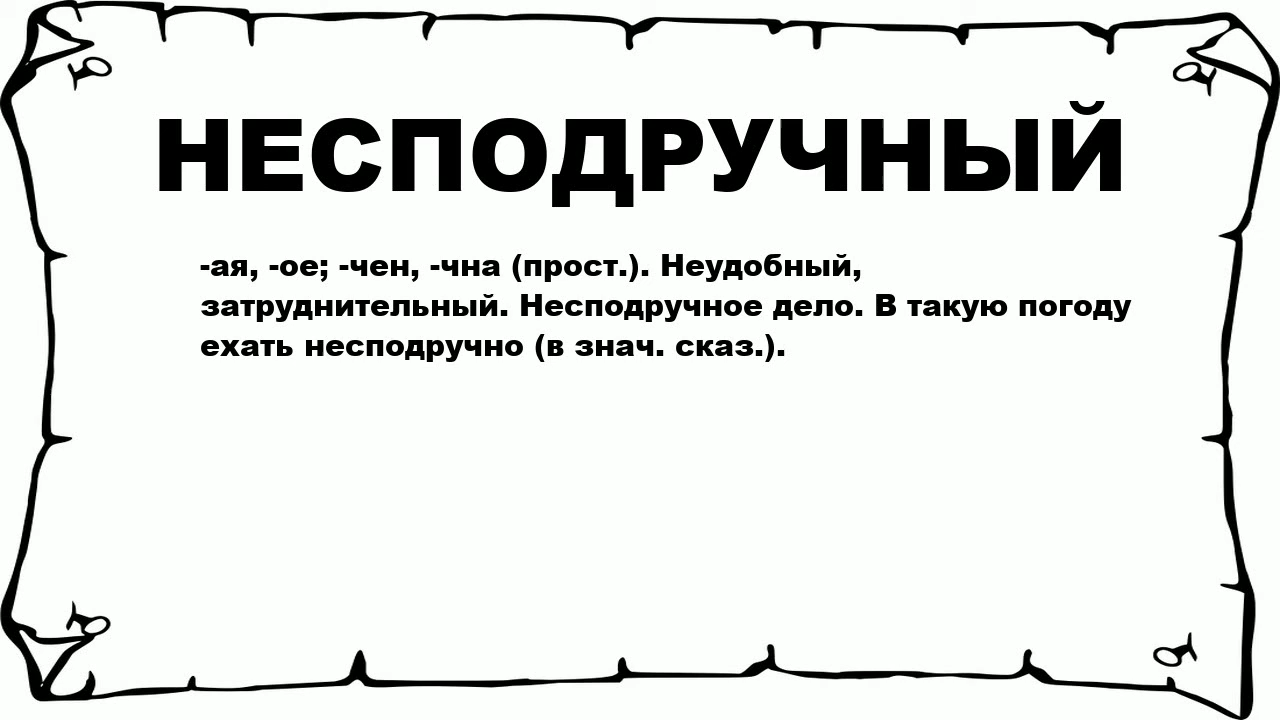 НЕСПОДРУЧНЫЙ
-ая, -ое; -чен, -чна (прост.). Неудобный,
затруднительный. Несподручное дело. В такую погоду
ехать несподручно (в знач. сказ.).